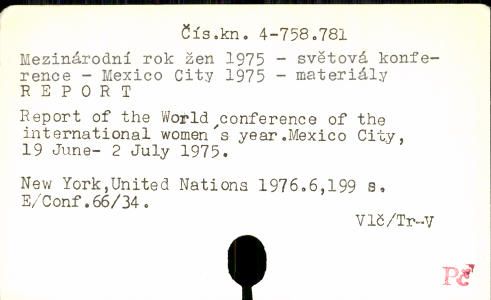 Čís.kn. 4-758.781
Mezinárodní rok žen 1975 - světová konfe-
rence - Mexico City 1975 - materiály
R E P O R T
Report of the World conference of the
international women´s year.Mexico City,
19 June- 2 July 1975.
New York,United Nations 1976.6,199 s.
E/Conf.66/34.
Vlč/Tr-V